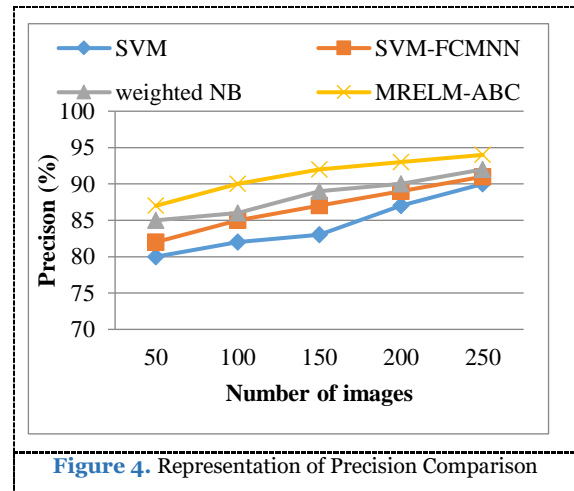 SVM
SVM-FCMNN
weighted NB
MRELM-ABC
100
95
90
85
80
75
70
Precison (%)
50 100 150 200 250
Number of images
Figure 4. Representation of Precision Comparison